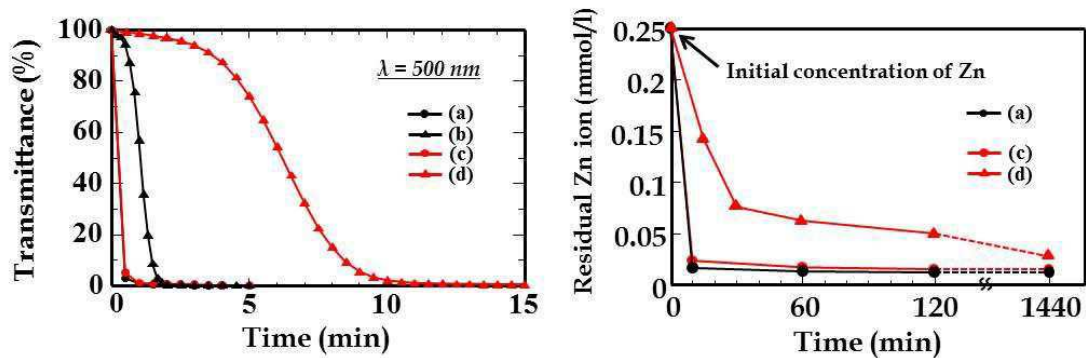 Transmittance (%)
100
80
60
40
20
0
λ = 500 nm
(a)
(b)
(c)
(d)
0
5
10
15
Time (min)
Residual Zn ion (mmol/l)
0.25
0.2
0.15
0.1
0.05
0
Initial concentration of Zn
(a)
(c)
(d)
0
60
120
1440
Time (min)